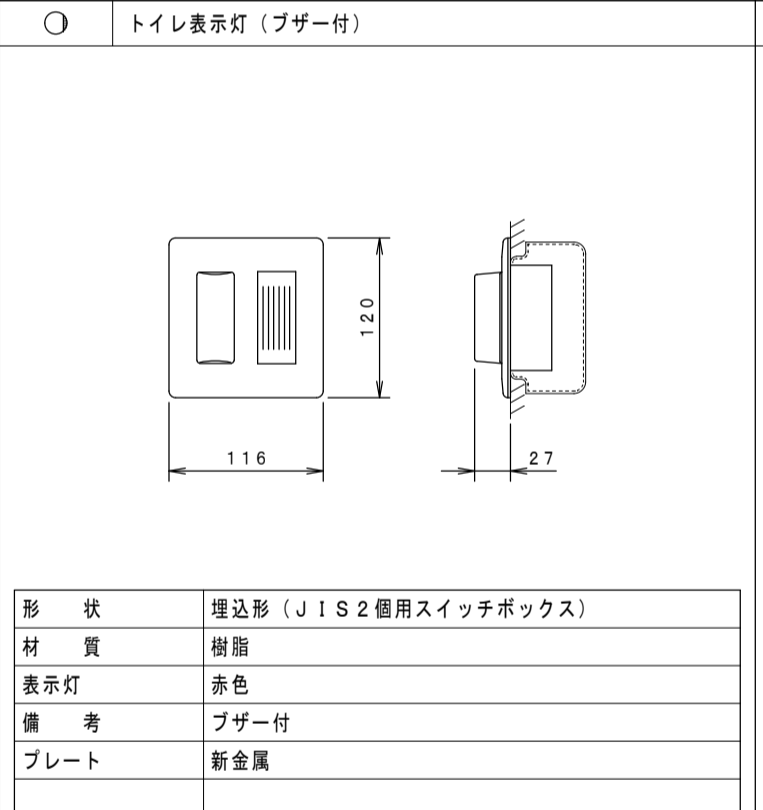 トイレ表示灯（ブザー付）
120
116
27
形　状　埋込形（ＪＩＳ２個用スイッチボックス）
材　質　樹脂
表示灯　赤色
備　考　ブザー付
プレート　新金属